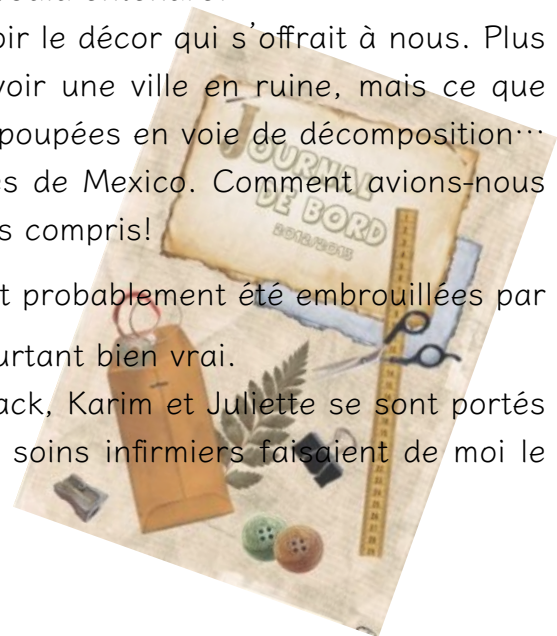 oir le décor qui s'offrait à nous. Plus
voir une ville en ruine, mais ce que
poupées en voie de décomposition…
es de Mexico. Comment avions-nous
s compris!
t probablement été embrouillées par
urtant bien vrai.
ack, Karim et Juliette se sont portés
soins infirmiers faisaient de moi le
JOURNAL
DE BORD
2012/2013